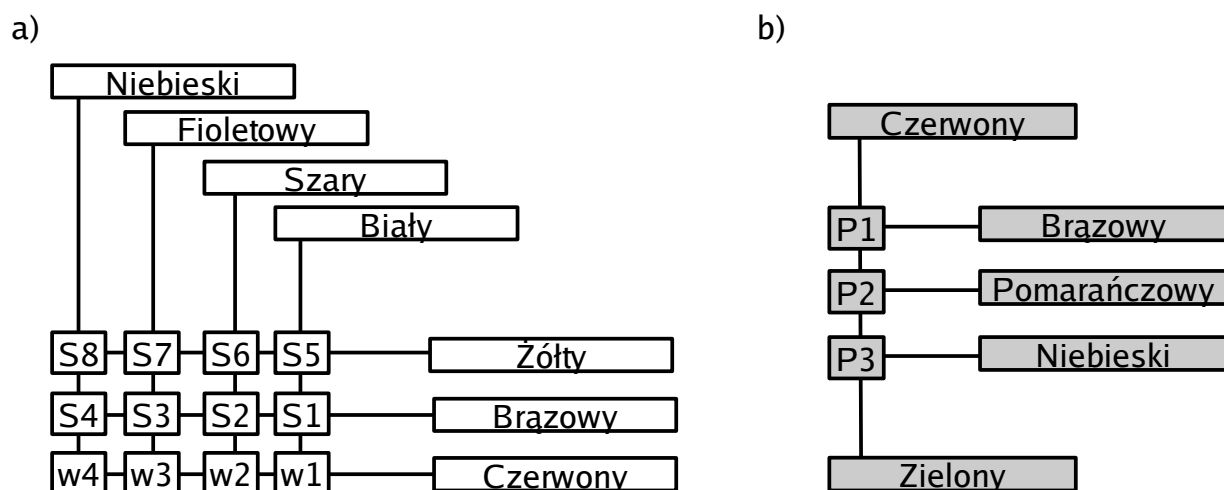 a)
Niebieski
Fioletowy
Szary
Biały
S8 S7 S6 S5 Żółty
S4 S3 S2 S1 Brązowy
w4 w3 w2 w1 Czerwony
b)
Czerwony
P1 Brązowy
P2 Pomarańczowy
P3 Niebieski
Zielony